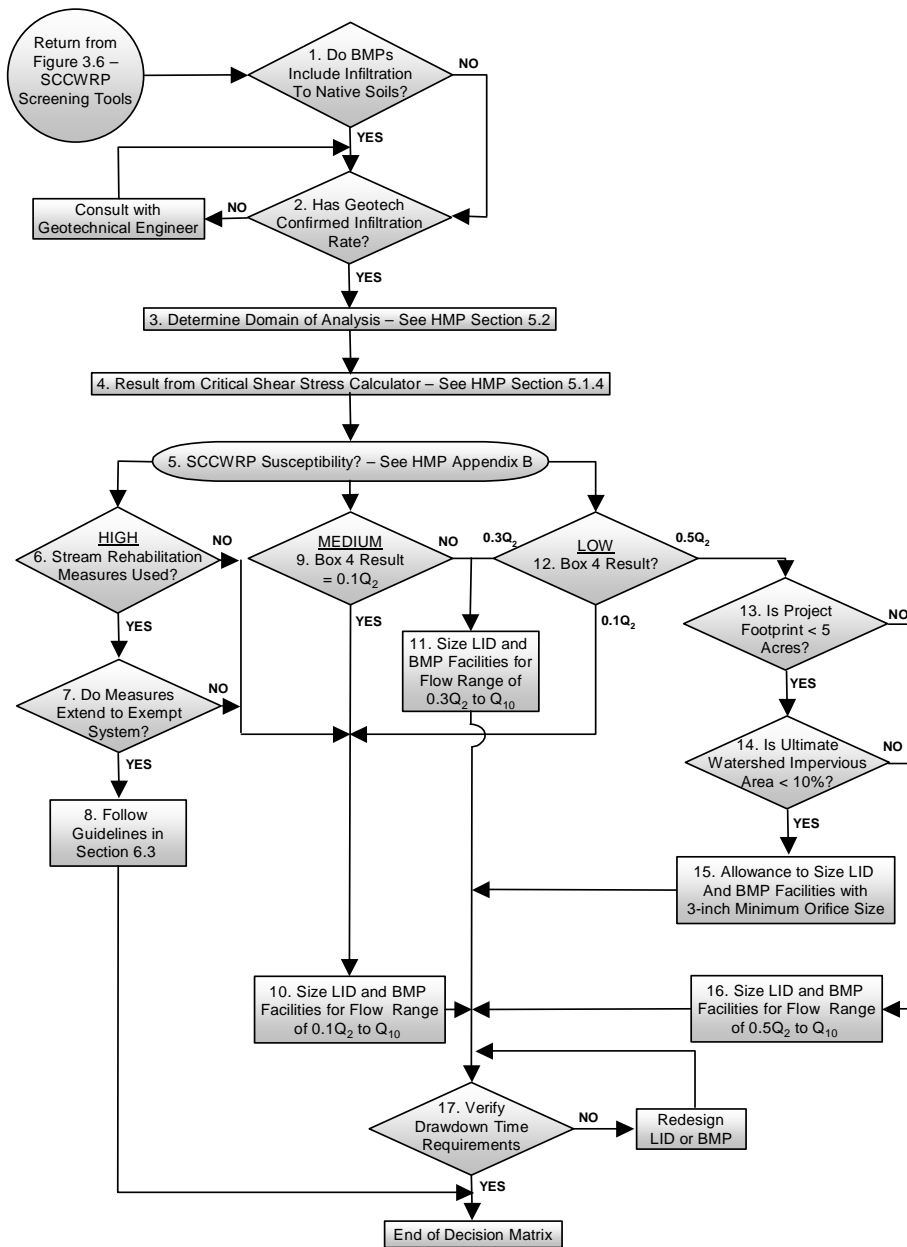 Return from
Figure 3.6 –
SCCWRP
Screening Tools
1. Do BMPs
Include Infiltration
To Native Soils?
NO
YES
2. Has Geotech
Confirmed Infiltration
Rate?
NO
Consult with
Geotechnical Engineer
YES
3. Determine Domain of Analysis – See HMP Section 5.2
4. Result from Critical Shear Stress Calculator – See HMP Section 5.1.4
5. SCCWRP Susceptibility? – See HMP Appendix B
HIGH
6. Stream Rehabilitation
Measures Used?
NO
YES
7. Do Measures
Extend to Exempt
System?
NO
YES
8. Follow
Guidelines in
Section 6.3
MEDIUM
9. Box 4 Result
= 0.1Q2
NO
YES
11. Size LID and
BMP Facilities for
Flow Range of
0.3Q2 to Q10
0.3Q2
LOW
12. Box 4 Result?
0.5Q2
0.1Q2
13. Is Project
Footprint < 5
Acres?
NO
YES
14. Is Ultimate
Watershed Impervious
Area < 10%?
NO
YES
15. Allowance to Size LID
And BMP Facilities with
3-inch Minimum Orifice Size
10. Size LID and BMP
Facilities for Flow Range
of 0.1Q2 to Q10
16. Size LID and BMP
Facilities for Flow Range
of 0.5Q2 to Q10
17. Verify
Drawdown Time
Requirements
NO
Redesign
LID or BMP
YES
End of Decision Matrix